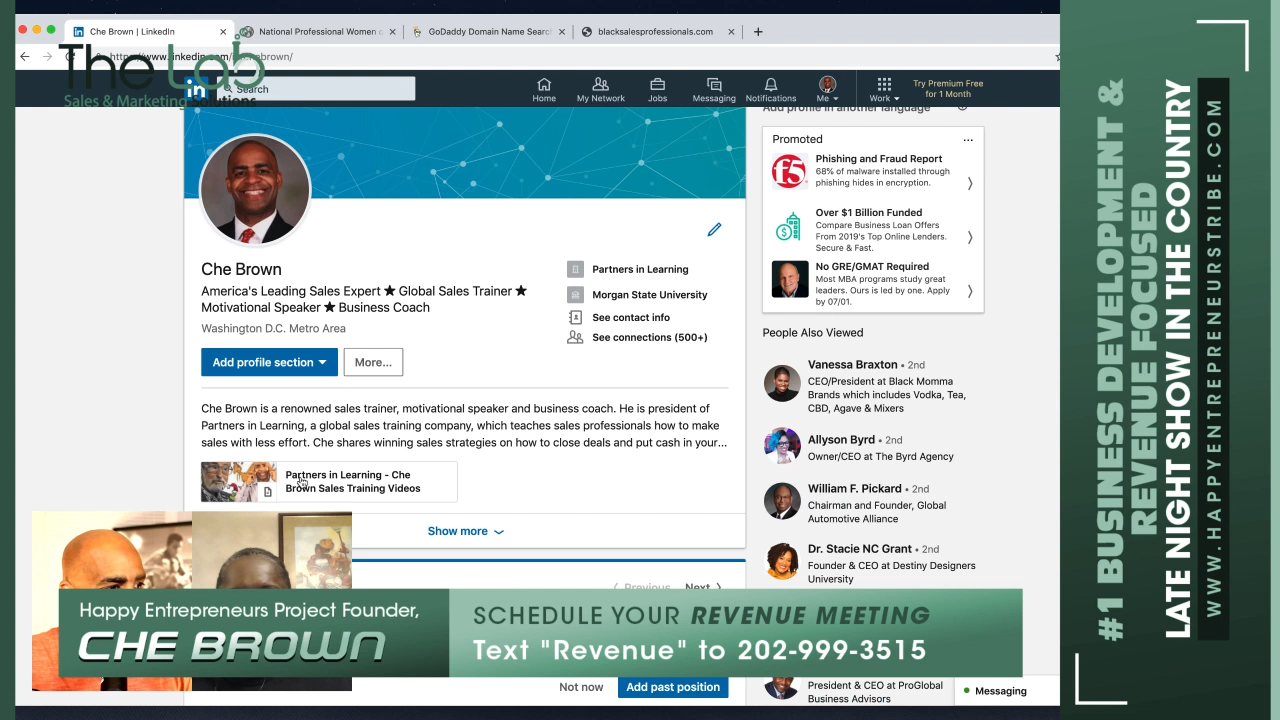 Che Brown | LinkedIn
National Professional Women
GoDaddy Domain Name Searc
blacksalesprofessionals.com
The Lab
Sales & Marketing Solutions
Search
Home
My Network
Jobs
Messaging
Notifications
Me
Work
Try Premium Free
for 1 Month
Add profile in another language
Che Brown
America's Leading Sales Expert ★ Global Sales Trainer ★
Motivational Speaker ★ Business Coach
Washington D.C. Metro Area
Add profile section
More...
Partners in Learning
Morgan State University
See contact info
See connections (500+)
Che Brown is a renowned sales trainer, motivational speaker and business coach. He is president of
Partners in Learning, a global sales training company, which teaches sales professionals how to make
sales with less effort. Che shares winning sales strategies on how to close deals and put cash in your...
Partners in Learning - Che
Brown Sales Training Videos
Show more
Previous Next
Not now
Add past position
Promoted
...
Phishing and Fraud Report
68% of malware installed through
phishing hides in encryption.
Over $1 Billion Funded
Compare Business Loan Offers
From 2019's Top Online Lenders.
Secure & Fast.
No GRE/GMAT Required
Most MBA programs study great
leaders. Ours is led by one. Apply
by 07/01.
People Also Viewed
Vanessa Braxton • 2nd
CEO/President at Black Momma
Brands which includes Vodka, Tea,
CBD, Agave & Mixers
Allyson Byrd • 2nd
Owner/CEO at The Byrd Agency
William F. Pickard • 2nd
Chairman and Founder, Global
Automotive Alliance
Dr. Stacie NC Grant • 2nd
Founder & CEO at Destiny Designers
University
President & CEO at ProGlobal
Business Advisors
Messaging
Happy Entrepreneurs Project Founder,
CHE BROWN
SCHEDULE YOUR REVENUE MEETING
Text "Revenue" to 202-999-3515
#1 BUSINESS DEVELOPMENT &
REVENUE FOCUSED
LATE NIGHT SHOW IN THE COUNTRY
WWW.HAPPYENTREPRENEURSTRIBE.COM